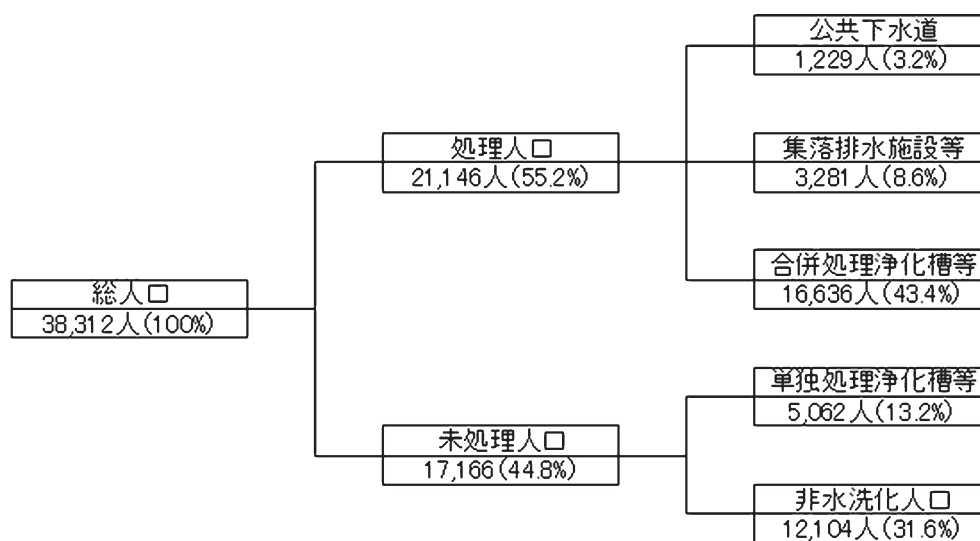 総人口
38,312人(100%)
処理人口
21,146人(55.2%)
公共下水道
1,229人(3.2%)
集落排水施設等
3,281人(8.6%)
合併処理浄化槽等
16,636人(43.4%)
未処理人口
17,166(44.8%)
単独処理浄化槽等
5,062人(13.2%)
非水洗化人口
12,104人(31.6%)